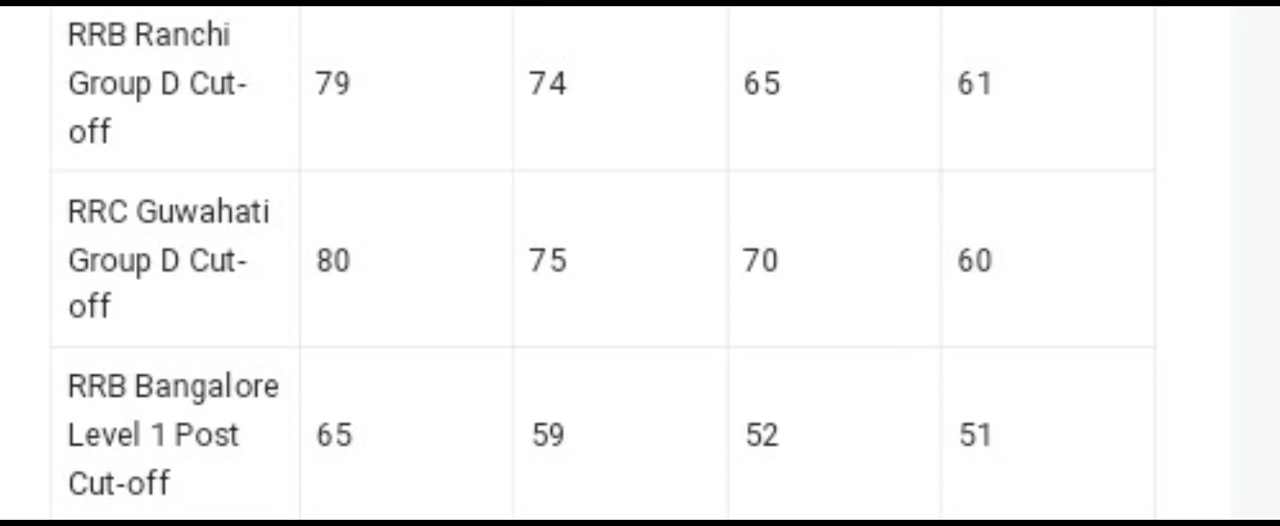 RRB Ranchi
Group D Cut-
off
79 74 65 61
RRC Guwahati
Group D Cut-
off
80 75 70 60
RRB Bangalore
Level 1 Post
Cut-off
65 59 52 51